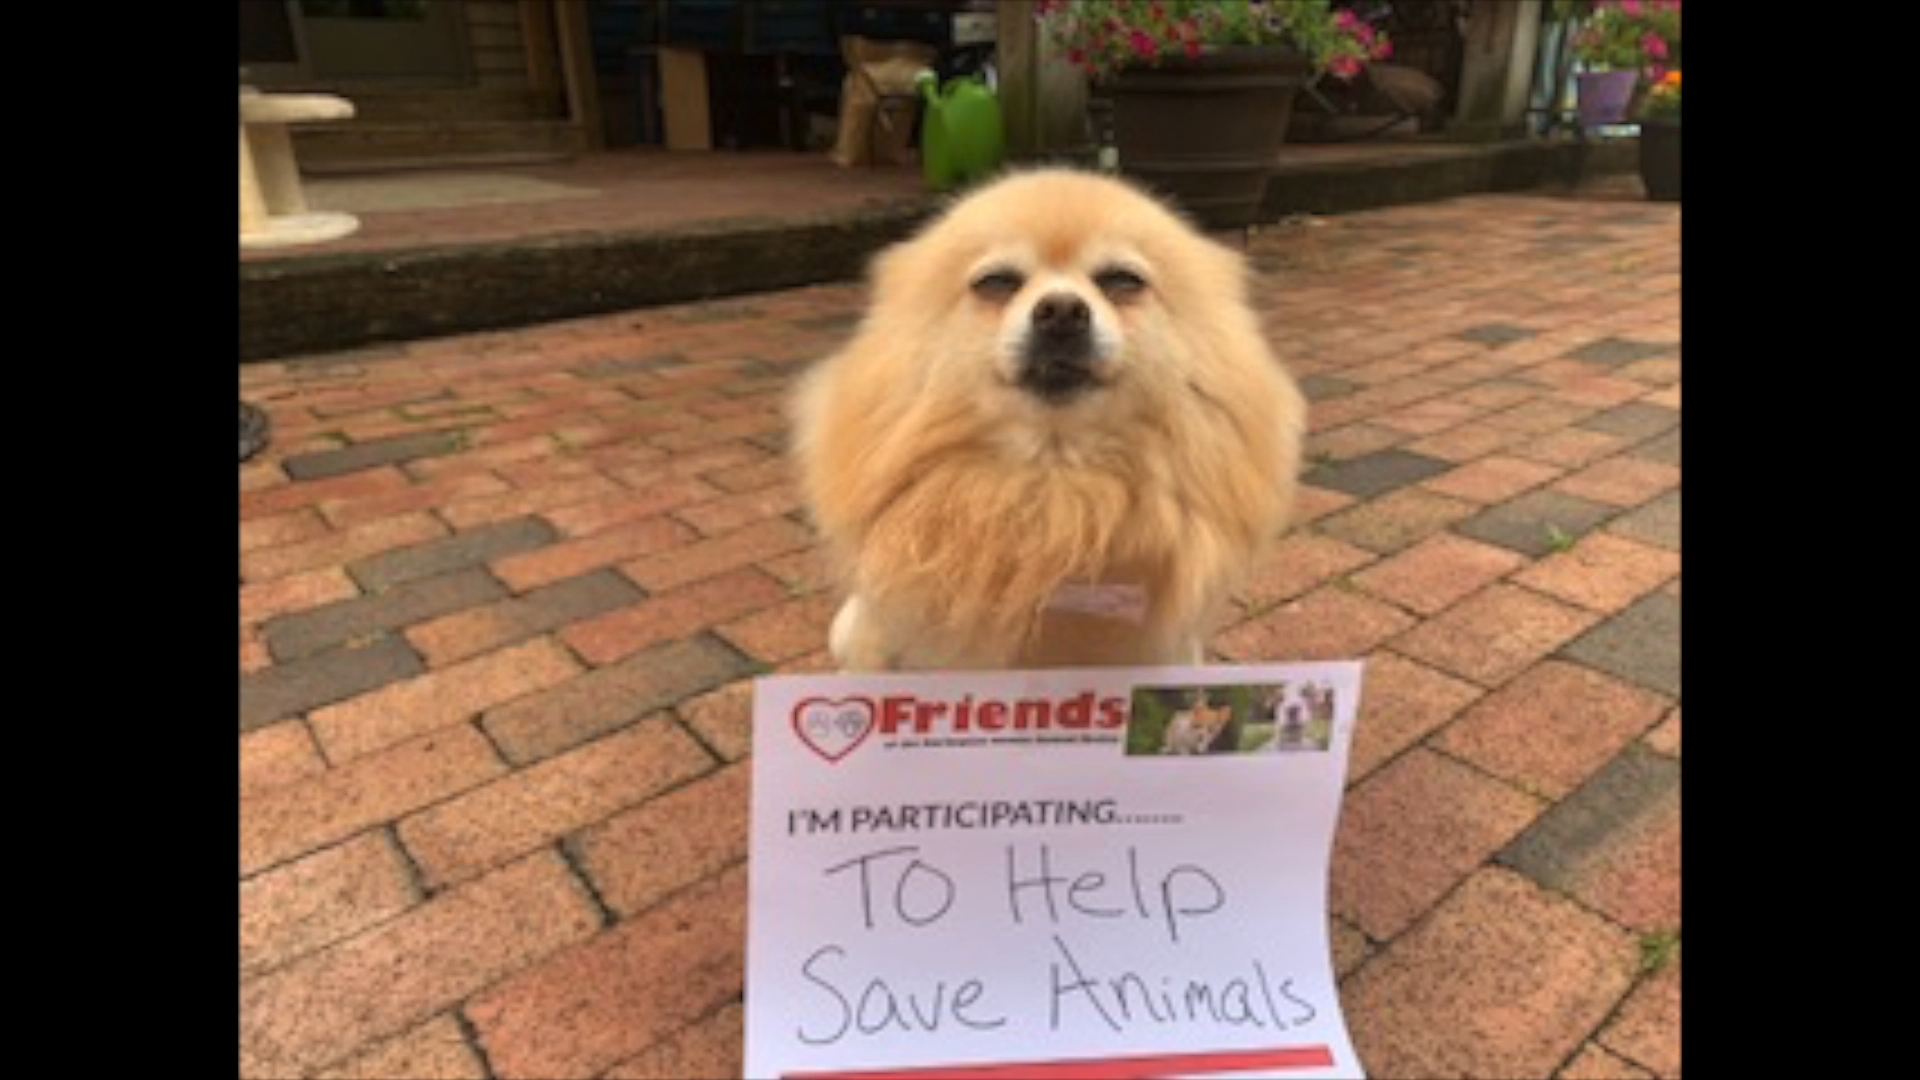 Friends
I'M PARTICIPATING.......
To Help
Save Animals